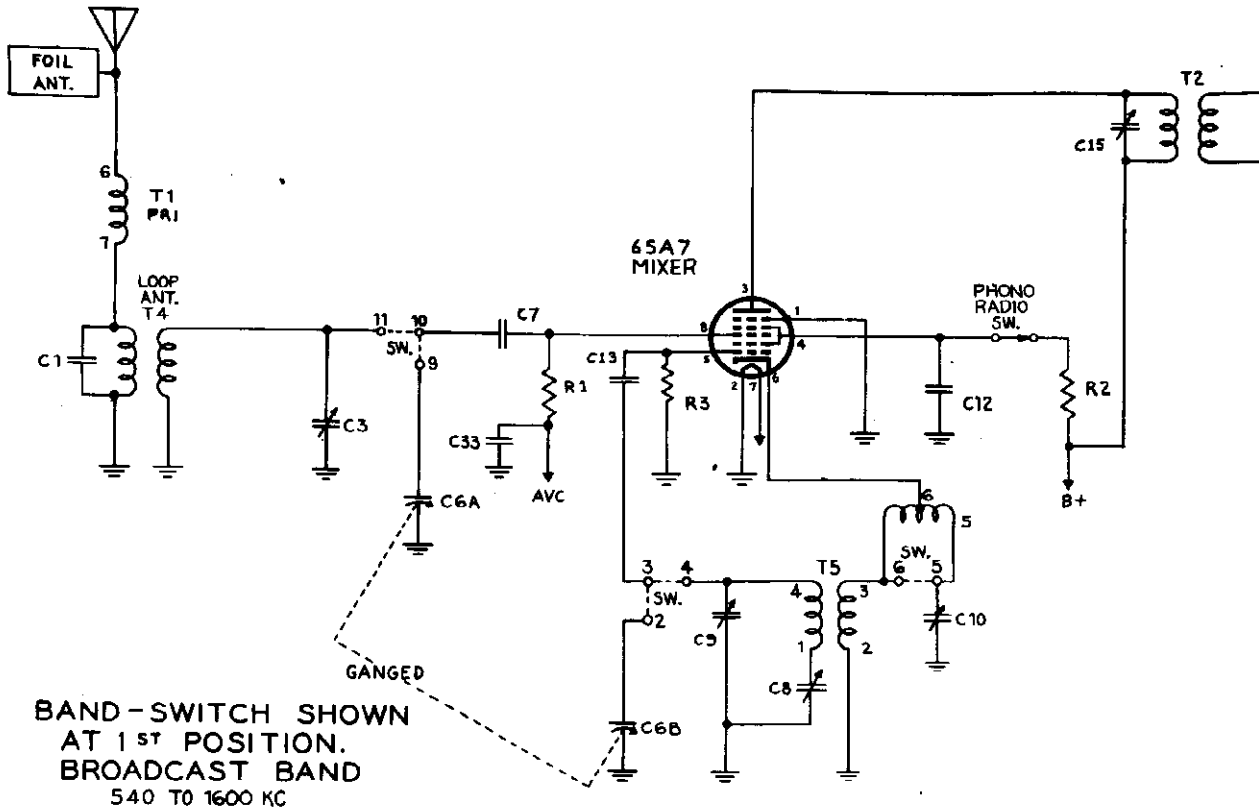 FOIL
ANT.
6
T1
PRI
7
LOOP
ANT.
T4
C1
C3
11
10
SW.
9
C7
R1
C33
AVC
C6A
GANGED
6SA7
MIXER
3
1
8
4
5
2
7
6
C13
R3
PHONO
RADIO
SW.
C12
R2
B+
C15
T2
3
4
SW.
2
C9
4
T5
3
1
2
C8
6
5
SW.
6
5
C10
C6B
BAND-SWITCH SHOWN
AT 1ST POSITION.
BROADCAST BAND
540 TO 1600 KC